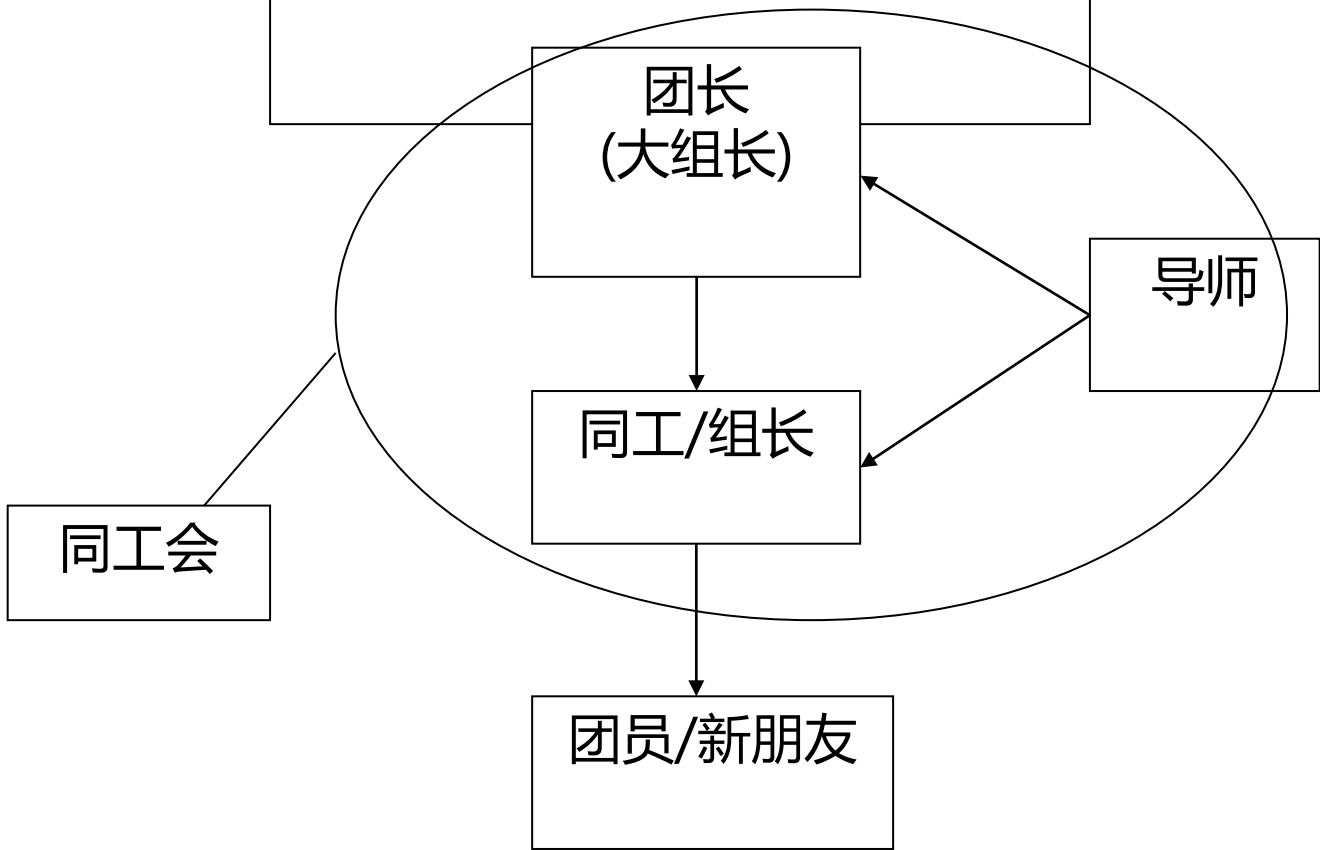 团长
(大组长)
导师
同工/组长
同工会
团员/新朋友